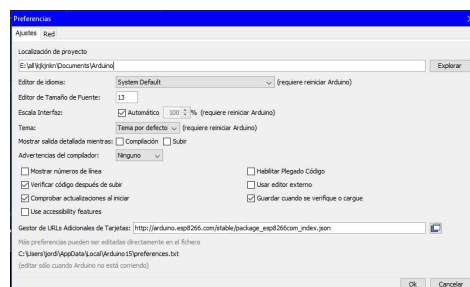 Preferencias
Ajustes Red
Localización de proyecto
E:\all\kjkjnkn\Documents\Arduino Explorar
Editor de idioma: System Default (requiere reiniciar Arduino)
Editor de Tamaño de Fuente: 13
Escala Interfaz: Automático 100 % (requiere reiniciar Arduino)
Tema: Tema por defecto (requiere reiniciar Arduino)
Mostrar salida detallada mientras: Compilación Subir
Advertencias del compilador: Ninguno
Mostrar números de línea Habilitar Plegado Código
Verificar código después de subir Usar editor externo
Comprobar actualizaciones al iniciar Guardar cuando se verifique o cargue
Use accessibility features
Gestor de URLs Adicionales de Tarjetas: http://arduino.esp8266.com/stable/package_esp8266com_index.json
Más preferencias pueden ser editadas directamente en el fichero
C:\Users\jordi\AppData\Local\Arduino15\preferences.txt
(editar sólo cuando Arduino no está corriendo)
Ok Cancelar